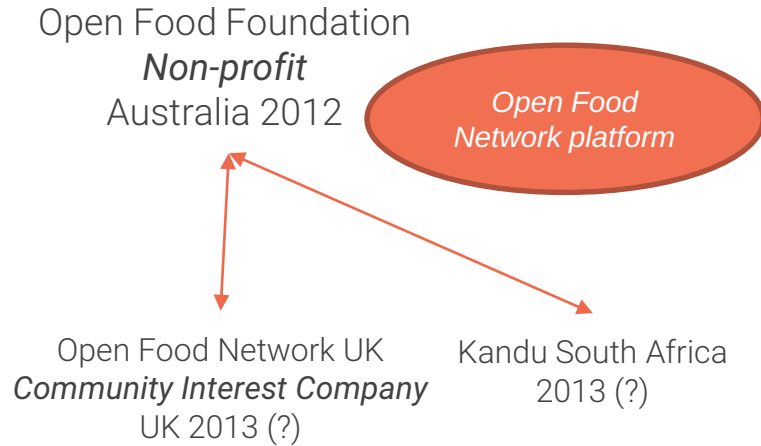 Open Food Foundation
Non-profit
Australia 2012
Open Food
Network platform
Open Food Network UK
Community Interest Company
UK 2013 (?)
Kandu South Africa
2013 (?)